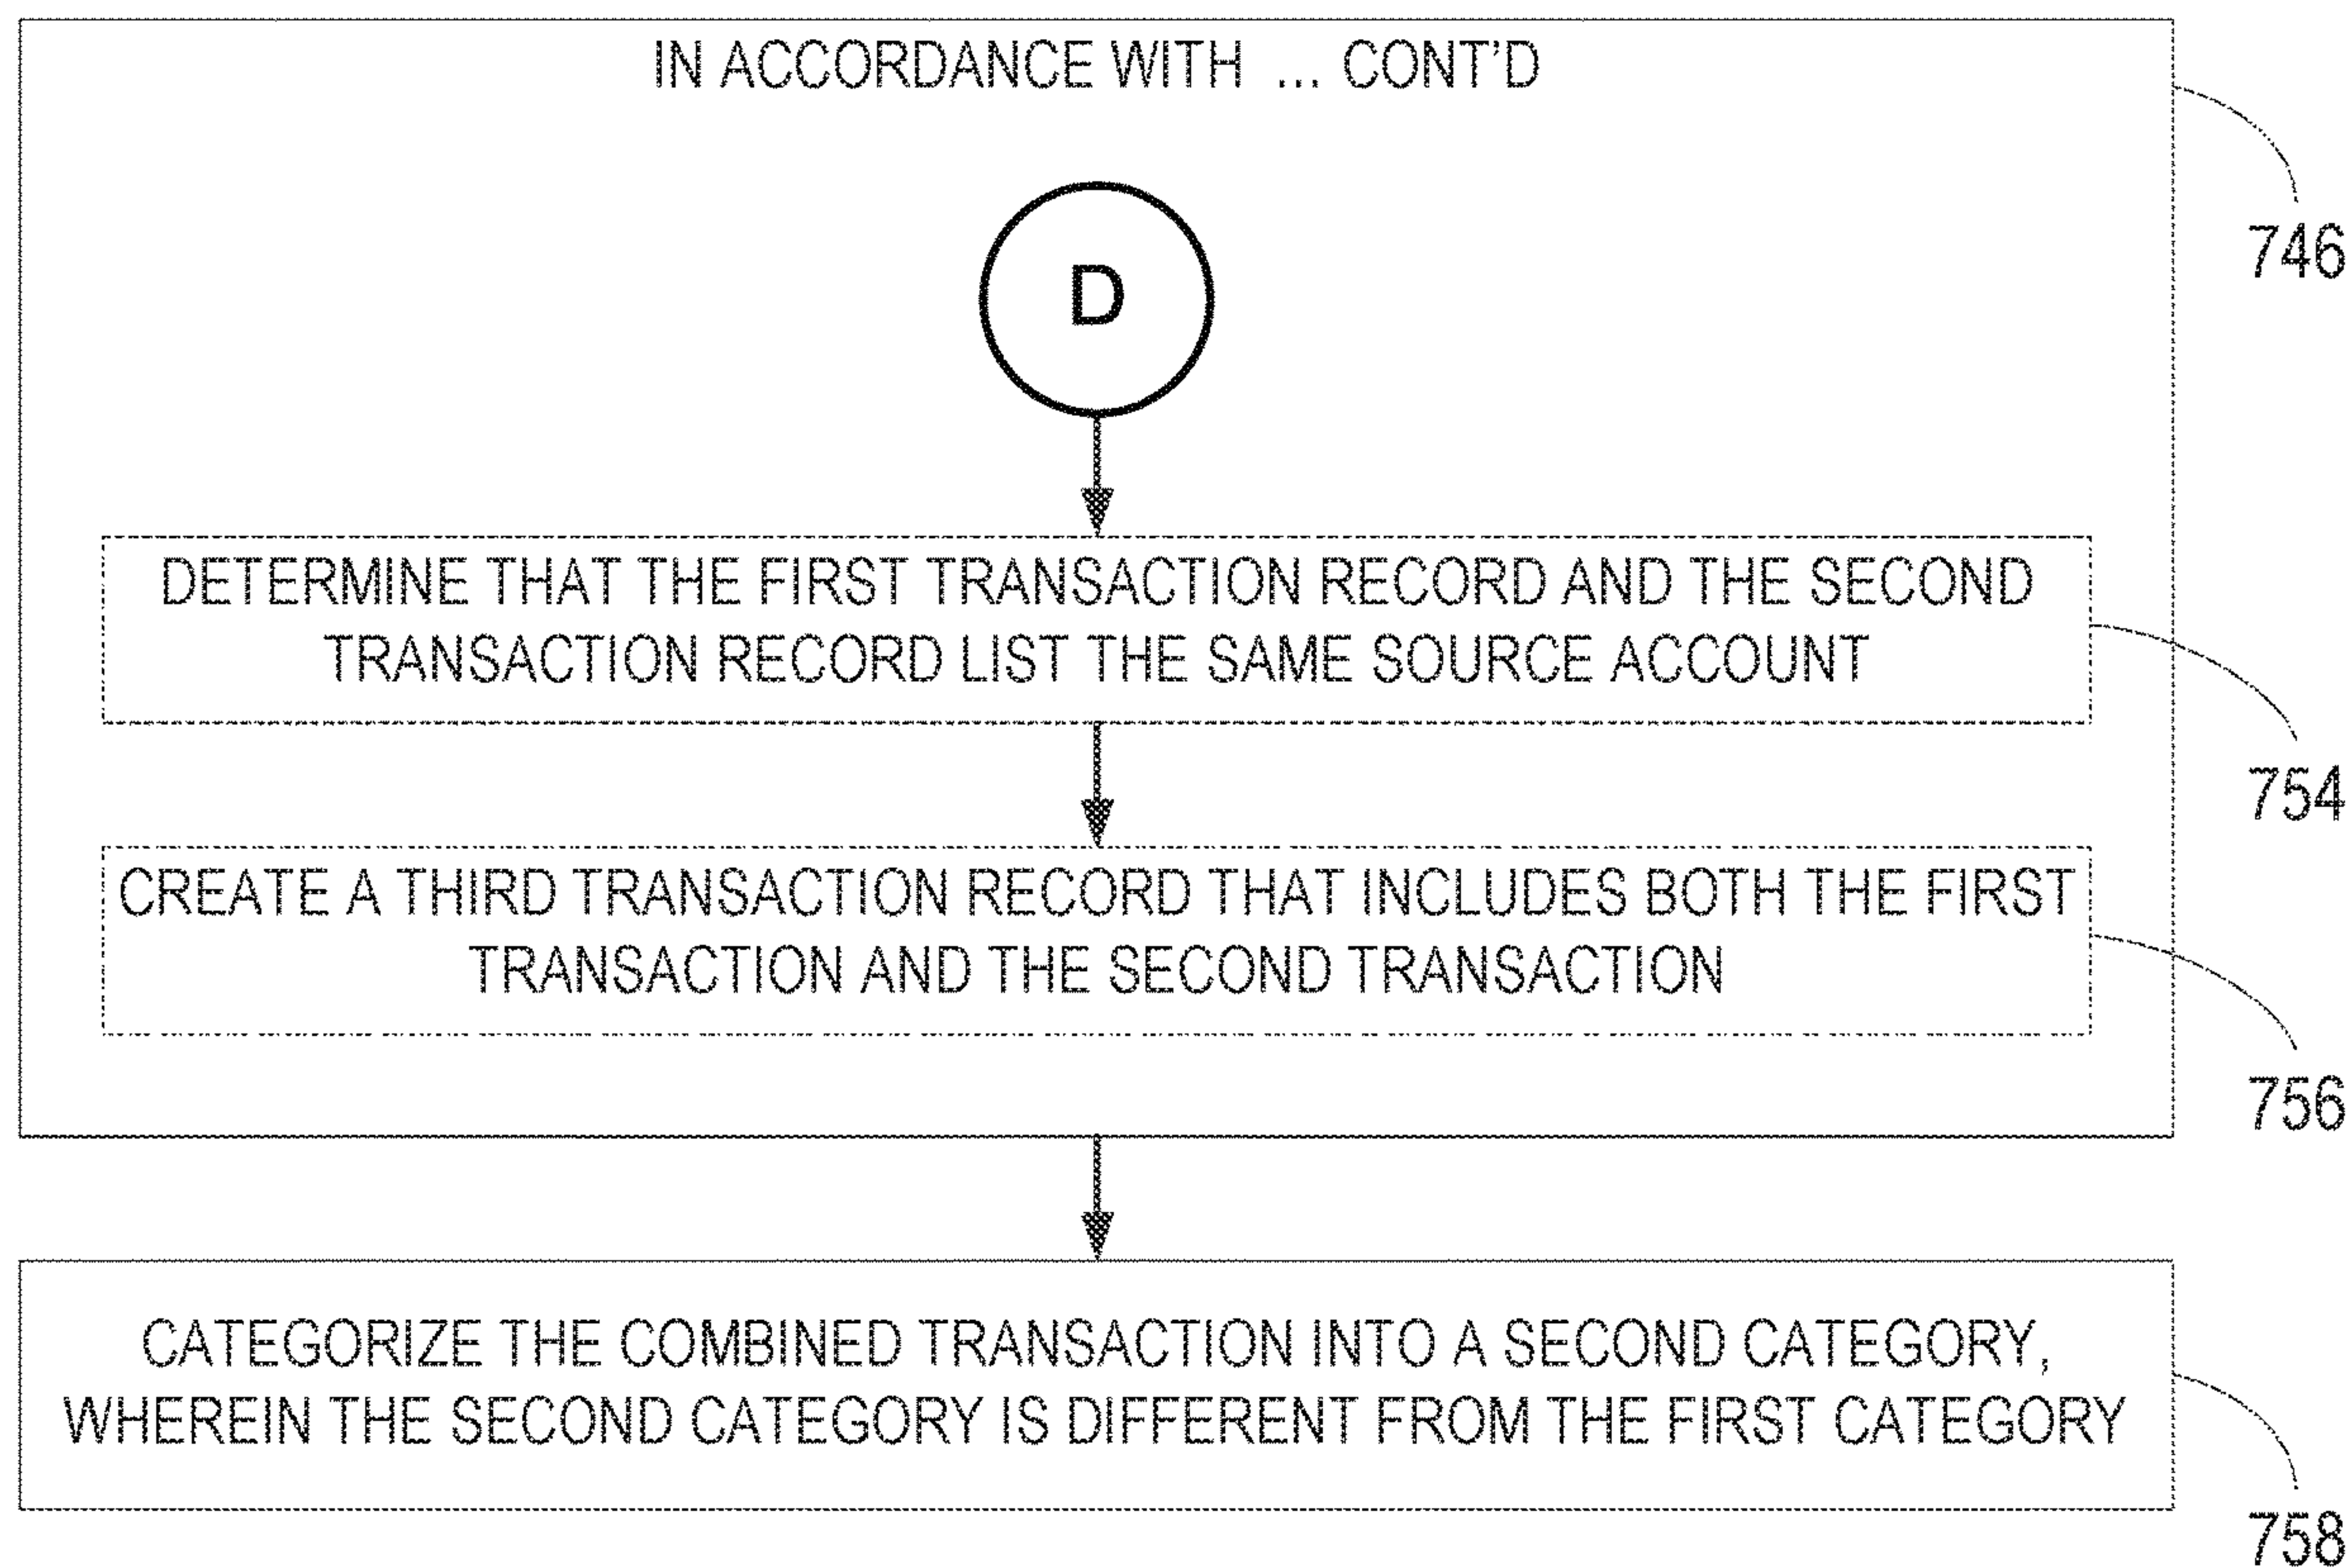 IN ACCORDANCE WITH ... CONT'D
746
D
DETERMINE THAT THE FIRST TRANSACTION RECORD AND THE SECOND
TRANSACTION RECORD LIST THE SAME SOURCE ACCOUNT
754
CREATE A THIRD TRANSACTION RECORD THAT INCLUDES BOTH THE FIRST
TRANSACTION AND THE SECOND TRANSACTION
756
CATEGORIZE THE COMBINED TRANSACTION INTO A SECOND CATEGORY,
WHEREIN THE SECOND CATEGORY IS DIFFERENT FROM THE FIRST CATEGORY
758